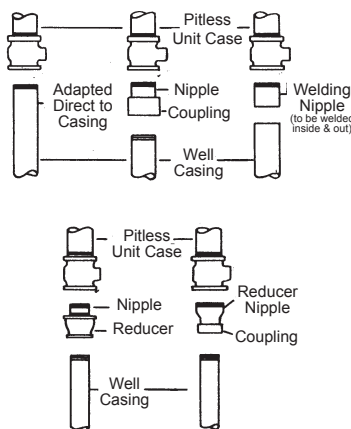 Pitless
Unit Case
Adapted
Direct to
Casing
Nipple
Coupling
Welding
Nipple
(to be welded
inside & out)
Well
Casing
Pitless
Unit Case
Nipple
Reducer
Reducer
Nipple
Coupling
Well
Casing